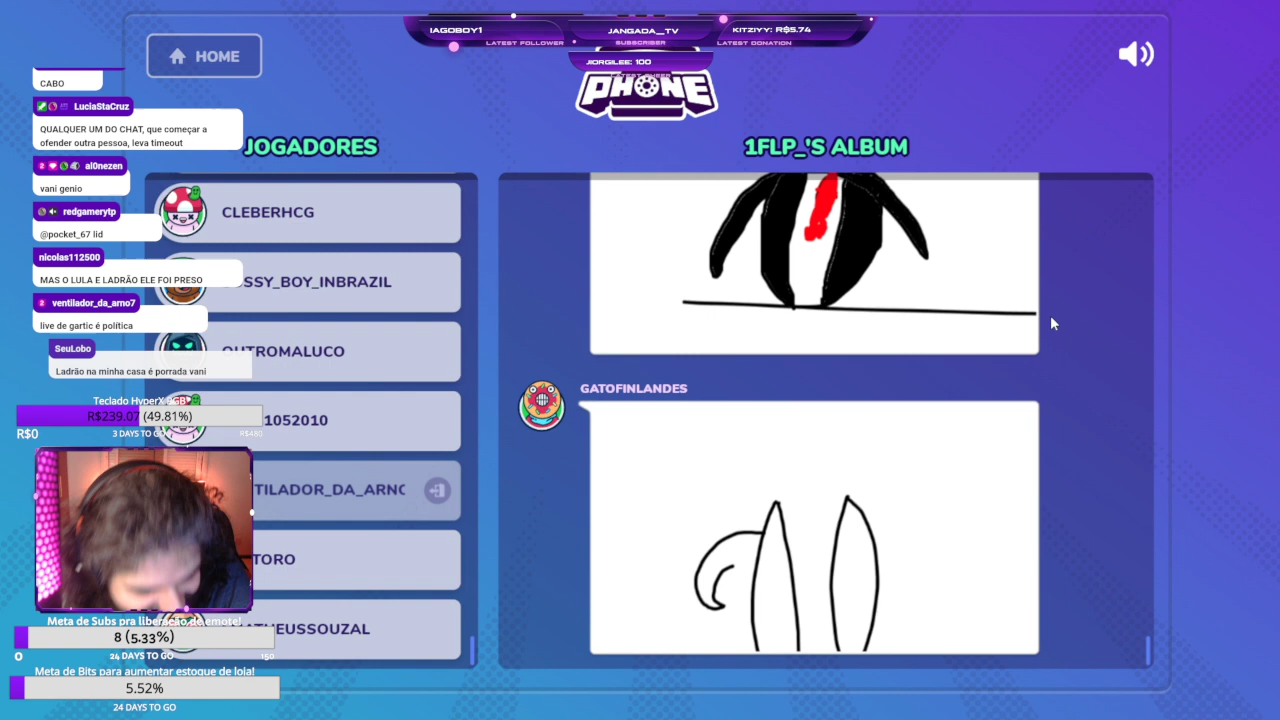 IAGOBOY1
LATEST FOLLOWER
JANGADA__TV
SUBSCRIBER
KITZIYY: R$5.74
LATEST DONATION
JIORGILEE: 100
LATEST CHEER
PHONE
HOME
CABO
LuciaStaCruz
QUALQUER UM DO CHAT, que começar a
ofender outra pessoa, leva timeout
al0nezen
vani genio
redgamerytp
@pocket_67 lid
nicolas112500
MAS O LULA E LADRÃO ELE FOI PRESO
ventilador_da_arno7
live de gartic é política
SeuLobo
Ladrão na minha casa é porrada vani
Teclado HyperX RGB
R$239.07 (49.81%)
R$0
3 DAYS TO GO
R$480
Meta de Subs pra liberação de emote!
8 (5.33%)
0
24 DAYS TO GO
150
Meta de Bits para aumentar estoque de lola!
5.52%
24 DAYS TO GO
JOGADORES
CLEBERHCG
SSY_BOY_INBRAZIL
OUTROMALUCO
1052010
TILADOR_DA_ARNO
TORO
ATHEUSSOUZAL
1FLP_'S ALBUM
GATOFINLANDES